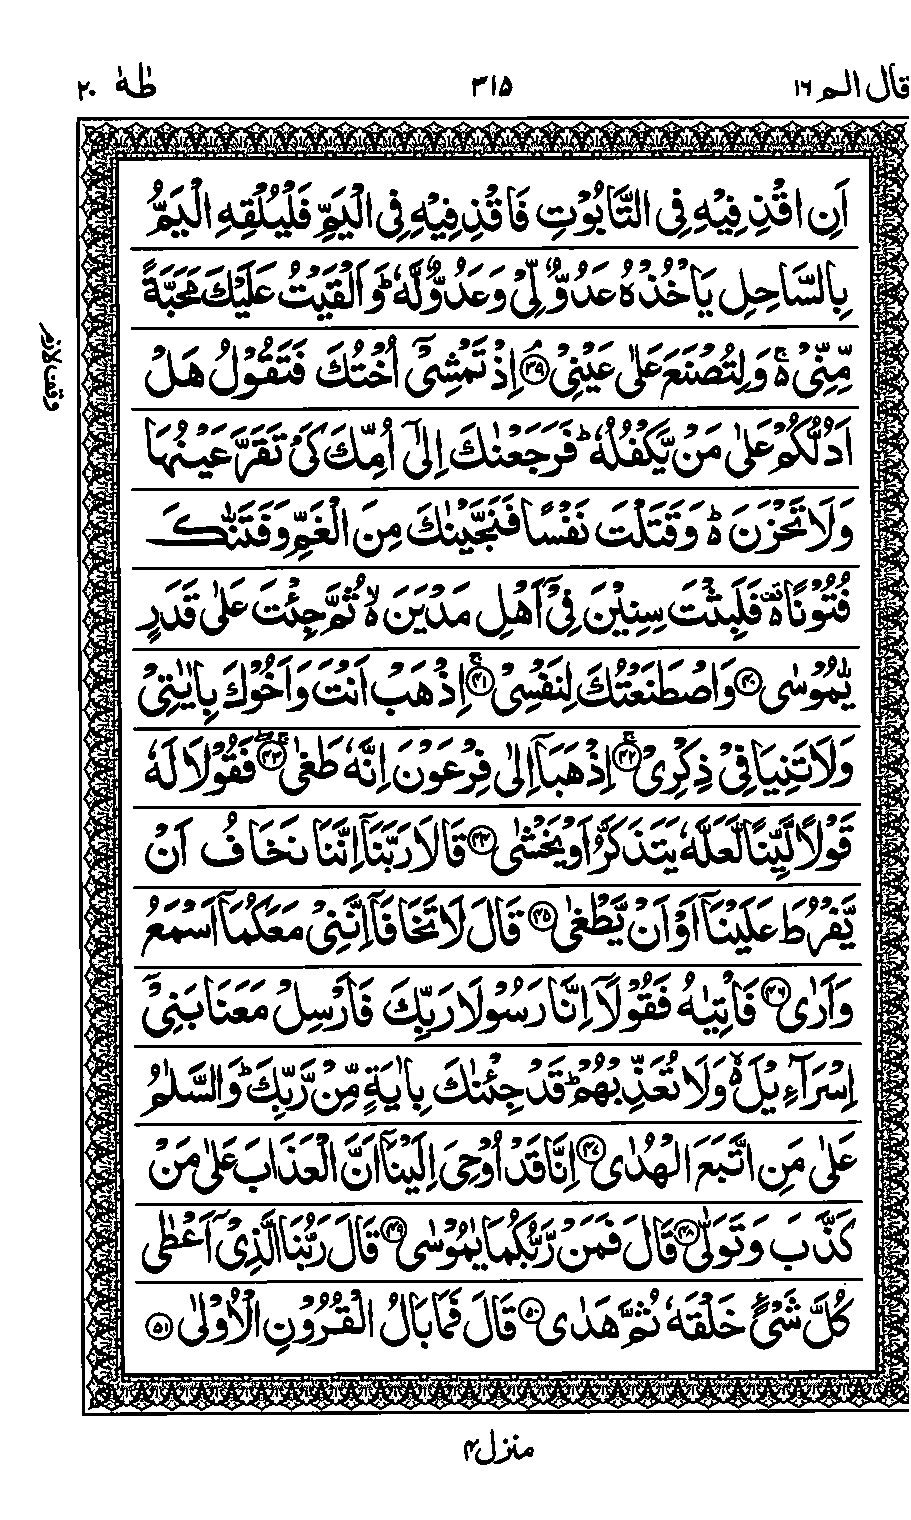 قال الم ١٦
٣١٥
طٰهٰ ٢٠
اَنِ اقْذِفِيْهِ فِي التَّابُوْتِ فَاقْذِفِيْهِ فِي الْيَمِّ فَلْيُلْقِهِ الْيَمُّ
بِالسَّاحِلِ يَاْخُذْهُ عَدُوٌّ لِّيْ وَعَدُوٌّ لَّهٗ ؕ وَاَلْقَيْتُ عَلَيْكَ مَحَبَّةً
مِّنِّيْ ۚ۬ وَلِتُصْنَعَ عَلٰى عَيْنِيْ ۘ ﴿٣٩﴾ اِذْ تَمْشِيْۤ اُخْتُكَ فَتَقُوْلُ هَلْ
اَدُلُّكُمْ عَلٰى مَنْ يَّكْفُلُهٗ ؕ فَرَجَعْنٰكَ اِلٰۤى اُمِّكَ كَيْ تَقَرَّ عَيْنُهَا
وَلَا تَحْزَنَ ؕ۬ وَقَتَلْتَ نَفْسًا فَنَجَّيْنٰكَ مِنَ الْغَمِّ وَفَتَنّٰكَ
فُتُوْنًا ۫۬ فَلَبِثْتَ سِنِيْنَ فِيْۤ اَهْلِ مَدْيَنَ ۙ۬ ثُمَّ جِئْتَ عَلٰى قَدَرٍ
يّٰمُوْسٰى ﴿٤٠﴾ وَاصْطَنَعْتُكَ لِنَفْسِيْ ۚ ﴿٤١﴾ اِذْهَبْ اَنْتَ وَاَخُوْكَ بِاٰيٰتِيْ
وَلَا تَنِيَا فِيْ ذِكْرِيْ ۚ ﴿٤٢﴾ اِذْهَبَاۤ اِلٰى فِرْعَوْنَ اِنَّهٗ طَغٰى ۚۖ ﴿٤٣﴾ فَقُوْلَا لَهٗ
قَوْلًا لَّيِّنًا لَّعَلَّهٗ يَتَذَكَّرُ اَوْ يَخْشٰى ﴿٤٤﴾ قَالَا رَبَّنَاۤ اِنَّنَا نَخَافُ اَنْ
يَّفْرُطَ عَلَيْنَاۤ اَوْ اَنْ يَّطْغٰى ﴿٤٥﴾ قَالَ لَا تَخَافَاۤ اِنَّنِيْ مَعَكُمَاۤ اَسْمَعُ
وَاَرٰى ﴿٤٦﴾ فَاْتِيٰهُ فَقُوْلَاۤ اِنَّا رَسُوْلَا رَبِّكَ فَاَرْسِلْ مَعَنَا بَنِيْۤ
اِسْرَآءِيْلَ ۙ۬ وَلَا تُعَذِّبْهُمْ ؕ قَدْ جِئْنٰكَ بِاٰيَةٍ مِّنْ رَّبِّكَ ؕ وَالسَّلٰمُ
عَلٰى مَنِ اتَّبَعَ الْهُدٰى ﴿٤٧﴾ اِنَّا قَدْ اُوْحِيَ اِلَيْنَاۤ اَنَّ الْعَذَابَ عَلٰى مَنْ
كَذَّبَ وَتَوَلّٰى ﴿٤٨﴾ قَالَ فَمَنْ رَّبُّكُمَا يٰمُوْسٰى ﴿٤٩﴾ قَالَ رَبُّنَا الَّذِيْۤ اَعْطٰى
كُلَّ شَيْءٍ خَلْقَهٗ ثُمَّ هَدٰى ﴿٥٠﴾ قَالَ فَمَا بَالُ الْقُرُوْنِ الْاُوْلٰى ﴿٥١﴾
وقف لازم
منزل ٤